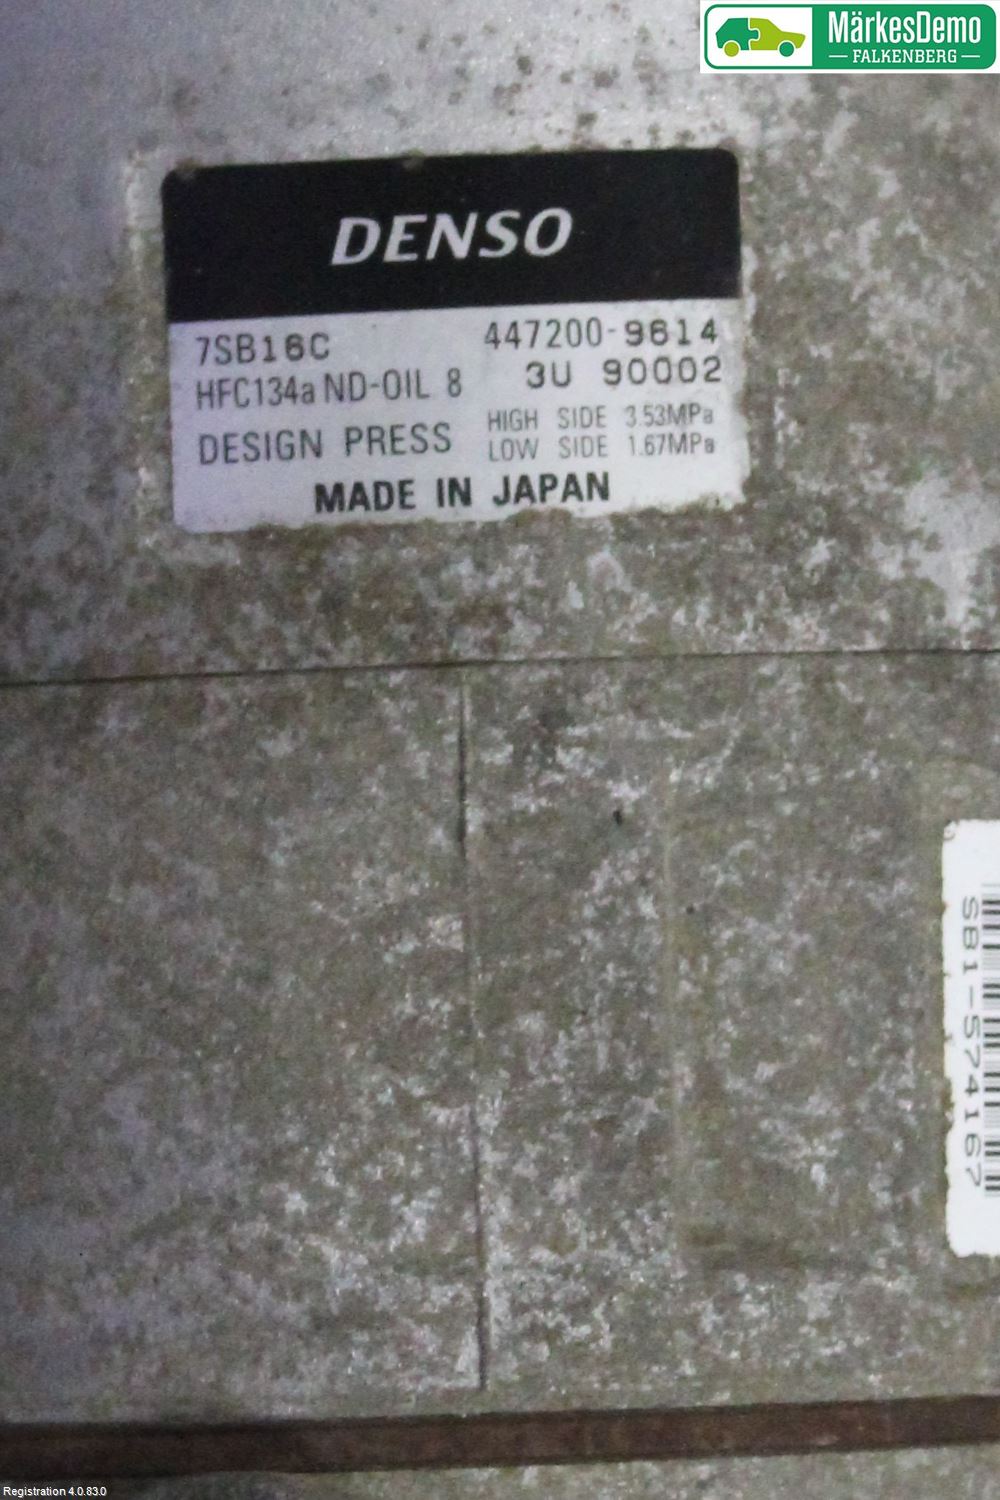 MärkesDemo
FALKENBERG
DENSO
7SB16C 447200-9614
HFC134a ND-OIL 8 3U 90002
DESIGN PRESS HIGH SIDE 3.53MPa
LOW SIDE 1.67MPa
MADE IN JAPAN
SB1-574167
Registration 4.0.83.0